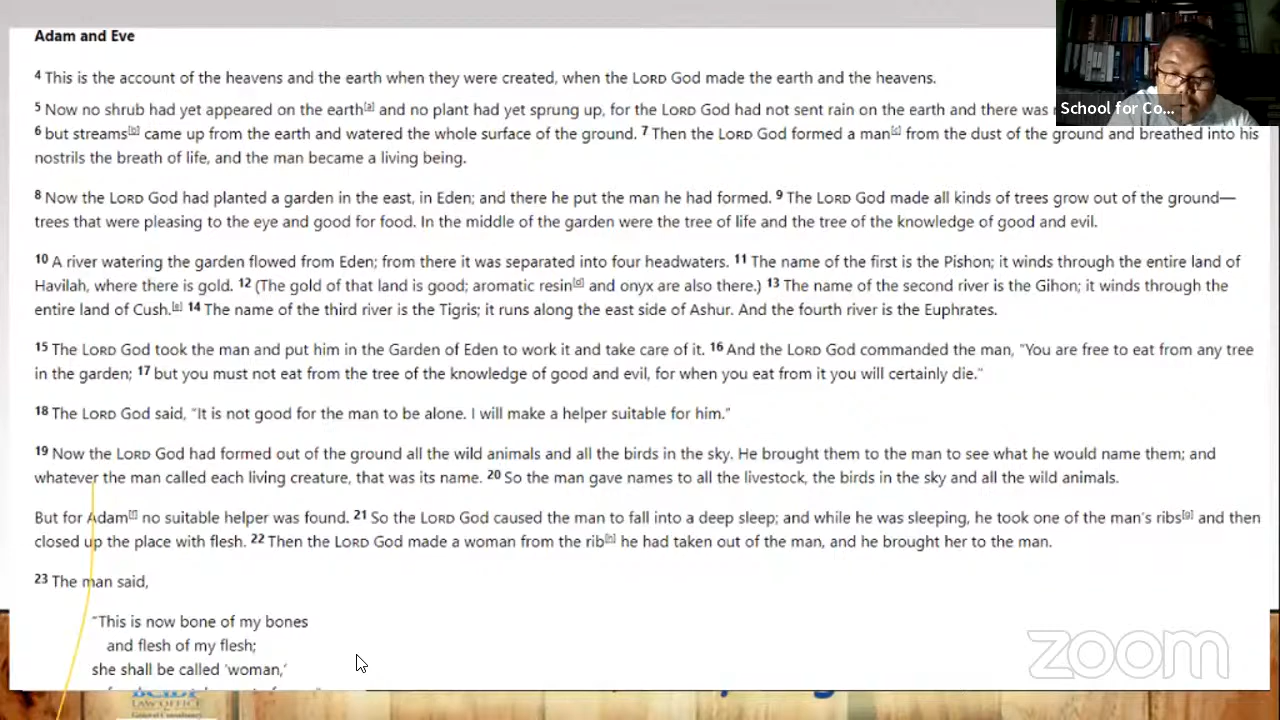 Adam and Eve
4 This is the account of the heavens and the earth when they were created, when the LORD God made the earth and the heavens.
5 Now no shrub had yet appeared on the earth[a] and no plant had yet sprung up, for the LORD God had not sent rain on the earth and there was
School for Co...
6 but streams[b] came up from the earth and watered the whole surface of the ground. 7 Then the LORD God formed a man[c] from the dust of the ground and breathed into his
nostrils the breath of life, and the man became a living being.
8 Now the LORD God had planted a garden in the east, in Eden; and there he put the man he had formed. 9 The LORD God made all kinds of trees grow out of the ground—
trees that were pleasing to the eye and good for food. In the middle of the garden were the tree of life and the tree of the knowledge of good and evil.
10 A river watering the garden flowed from Eden; from there it was separated into four headwaters. 11 The name of the first is the Pishon; it winds through the entire land of
Havilah, where there is gold. 12 (The gold of that land is good; aromatic resin[d] and onyx are also there.) 13 The name of the second river is the Gihon; it winds through the
entire land of Cush.[e] 14 The name of the third river is the Tigris; it runs along the east side of Ashur. And the fourth river is the Euphrates.
15 The LORD God took the man and put him in the Garden of Eden to work it and take care of it. 16 And the LORD God commanded the man, "You are free to eat from any tree
in the garden; 17 but you must not eat from the tree of the knowledge of good and evil, for when you eat from it you will certainly die."
18 The LORD God said, "It is not good for the man to be alone. I will make a helper suitable for him."
19 Now the LORD God had formed out of the ground all the wild animals and all the birds in the sky. He brought them to the man to see what he would name them; and
whatever the man called each living creature, that was its name. 20 So the man gave names to all the livestock, the birds in the sky and all the wild animals.
But for Adam[f] no suitable helper was found. 21 So the LORD God caused the man to fall into a deep sleep; and while he was sleeping, he took one of the man's ribs[g] and then
closed up the place with flesh. 22 Then the LORD God made a woman from the rib[h] he had taken out of the man, and he brought her to the man.
23 The man said,
"This is now bone of my bones
and flesh of my flesh;
she shall be called 'woman,'
zoom
LAW OFFICE